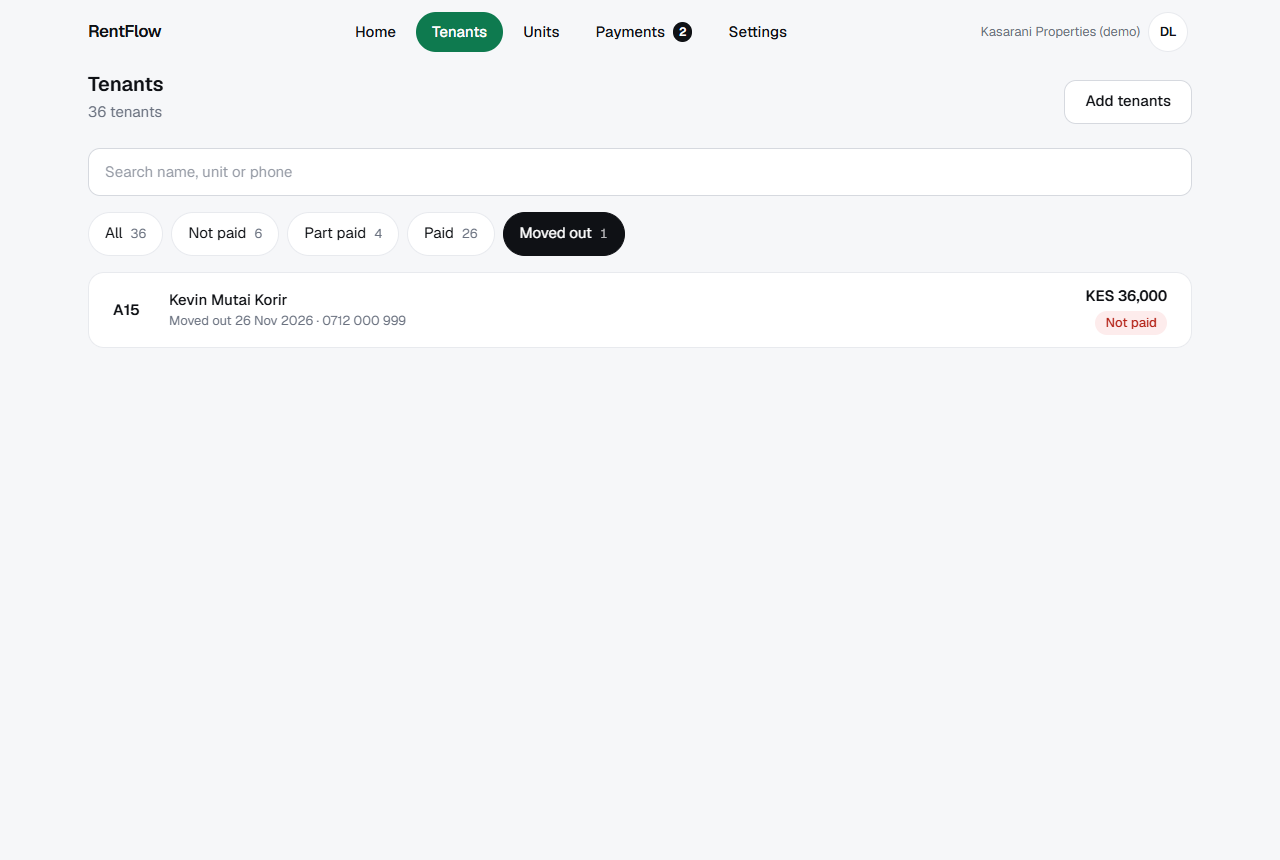 RentFlow
Home
Tenants
Units
Payments 2
Settings
Kasarani Properties (demo)
DL
Tenants
36 tenants
Add tenants
Search name, unit or phone
All 36
Not paid 6
Part paid 4
Paid 26
Moved out 1
A15
Kevin Mutai Korir
Moved out 26 Nov 2026 · 0712 000 999
KES 36,000
Not paid